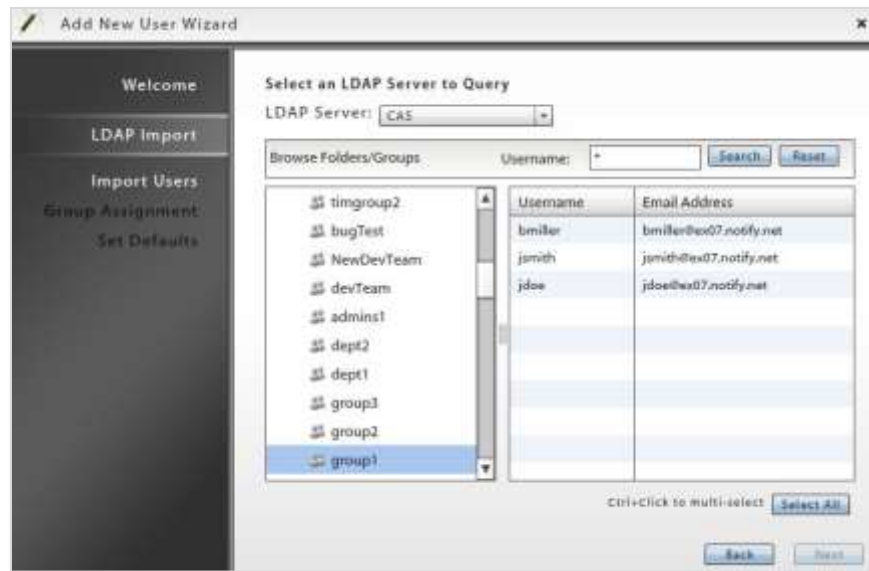 Add New User Wizard
Welcome
LDAP Import
Import Users
Group Assignment
Set Defaults
Select an LDAP Server to Query
LDAP Server: CAS
Browse Folders/Groups Username: * Search Reset
timgroup2
bugTest
NewDevTeam
devTeam
admins1
dept2
dept1
group3
group2
group1
Username Email Address
bmiller bmiller@ex07.notify.net
jsmith jsmith@ex07.notify.net
jdoe jdoe@ex07.notify.net
Ctrl+Click to multi-select Select All
Back Next